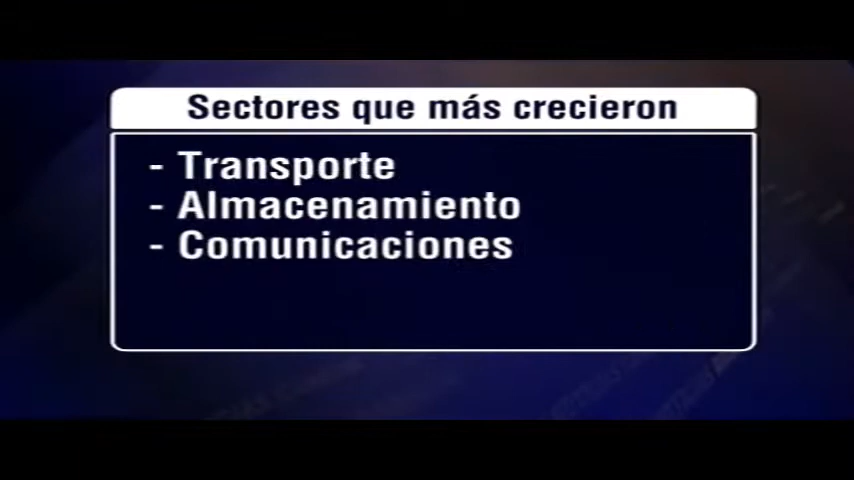 Sectores que más crecieron
- Transporte
- Almacenamiento
- Comunicaciones